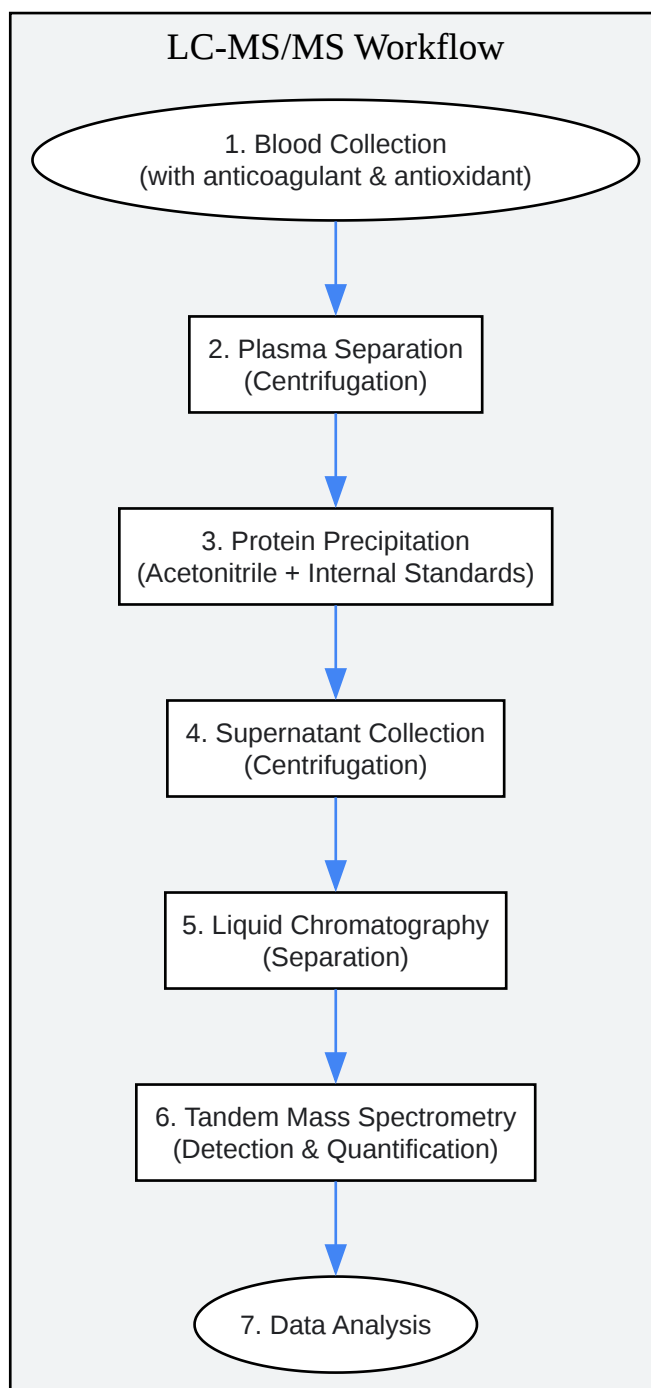 LC-MS/MS Workflow
1. Blood Collection
(with anticoagulant & antioxidant)
2. Plasma Separation
(Centrifugation)
3. Protein Precipitation
(Acetonitrile + Internal Standards)
4. Supernatant Collection
(Centrifugation)
5. Liquid Chromatography
(Separation)
6. Tandem Mass Spectrometry
(Detection & Quantification)
7. Data Analysis